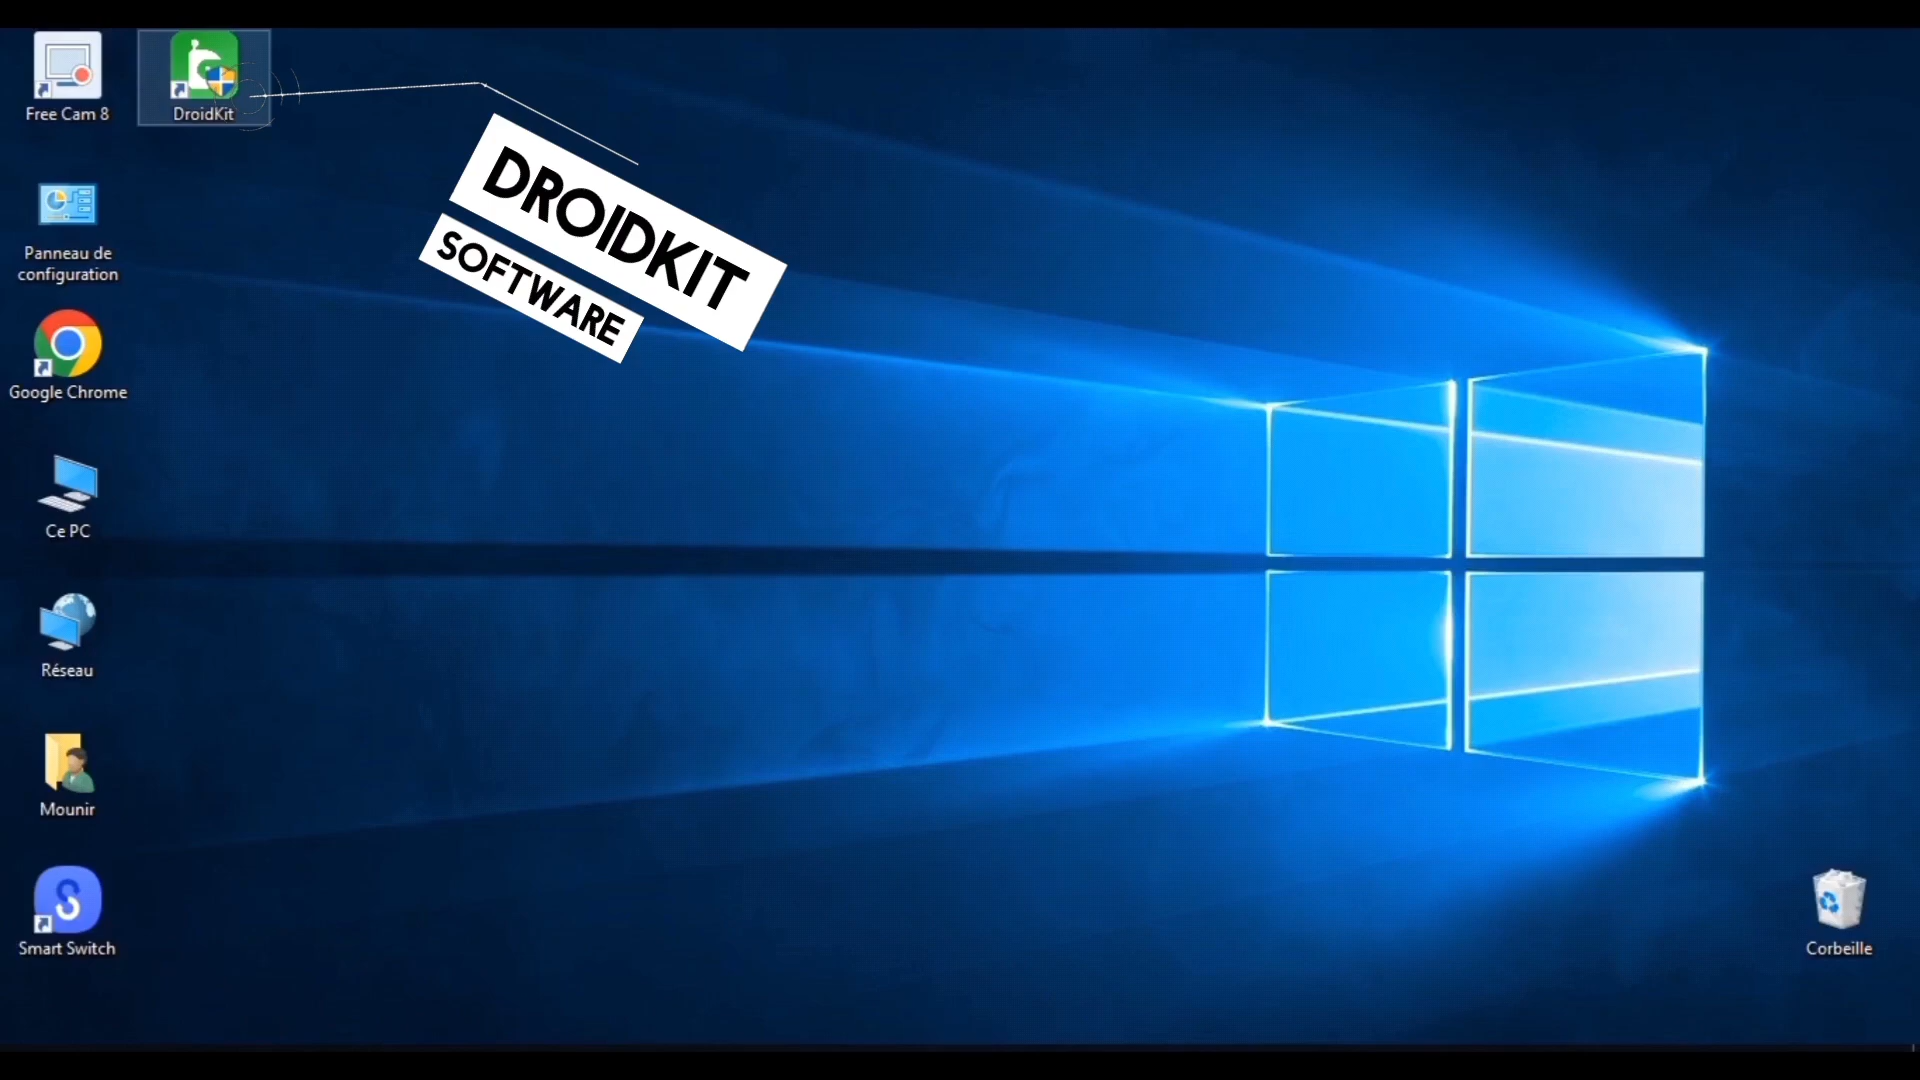 Free Cam 8
DroidKit
DROIDKIT
SOFTWARE
Panneau de
configuration
Google Chrome
Ce PC
Réseau
Mounir
Smart Switch
Corbeille